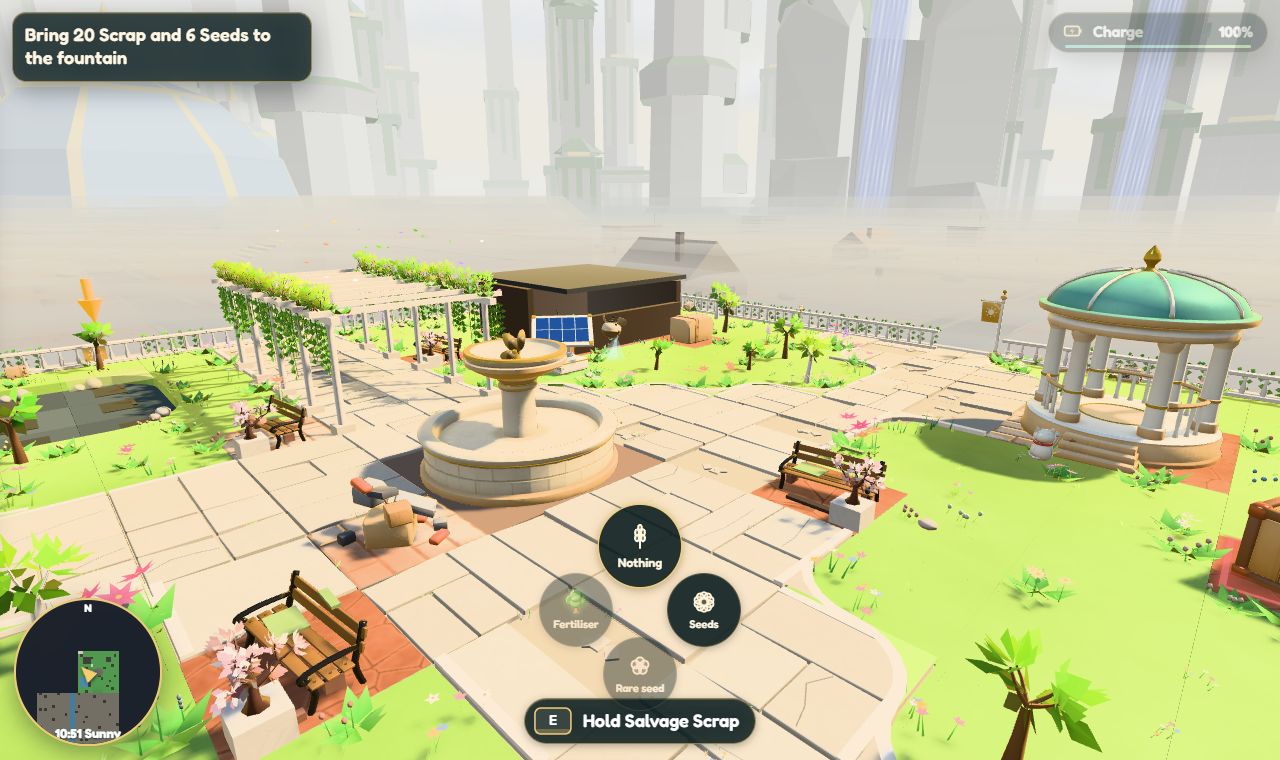 Bring 20 Scrap and 6 Seeds to
the fountain
Charge 100%
Nothing
Fertiliser
Seeds
Rare seed
E Hold Salvage Scrap
N
10:51 Sunny